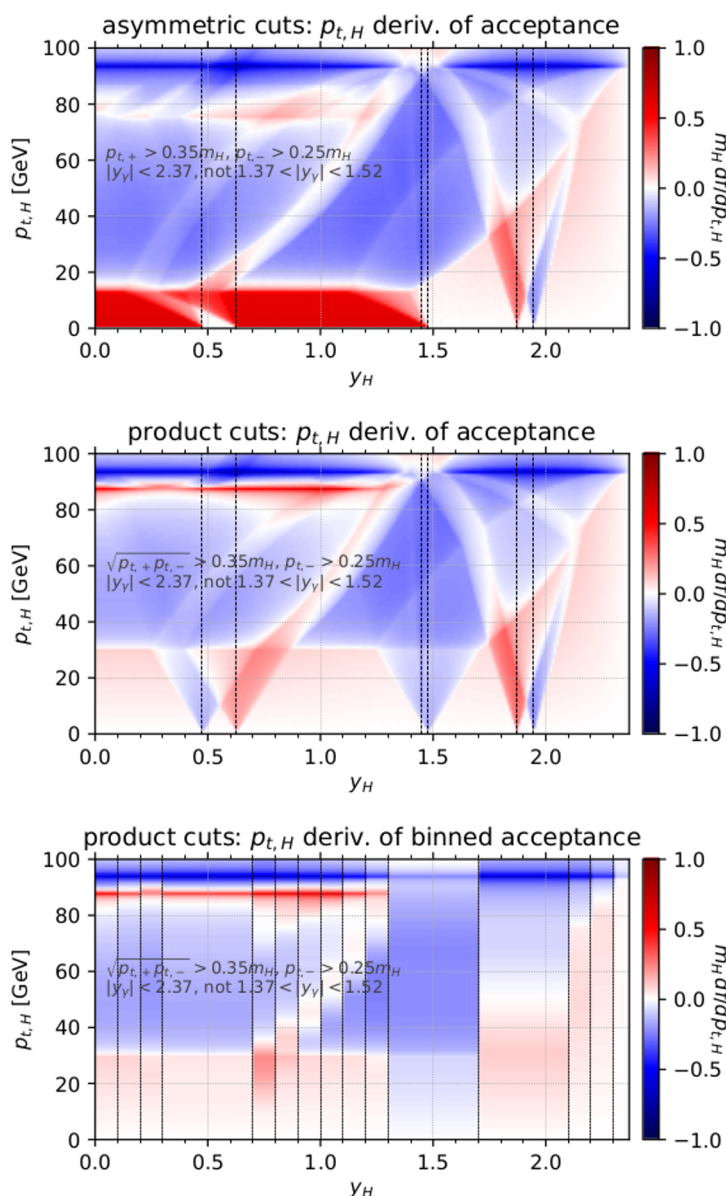 asymmetric cuts: p_{t,H} deriv. of acceptance
100
80
60
40
20
0
p_{t,H} [GeV]
p_{t,+} > 0.35m_H, p_{t,-} > 0.25m_H
|y_γ| < 2.37, not 1.37 < |y_γ| < 1.52
0.0 0.5 1.0 1.5 2.0
y_H
1.0
0.5
0.0
−0.5
−1.0
m_H df/dp_{t,H}
product cuts: p_{t,H} deriv. of acceptance
100
80
60
40
20
0
p_{t,H} [GeV]
√p_{t,+}p_{t,-} > 0.35m_H, p_{t,-} > 0.25m_H
|y_γ| < 2.37, not 1.37 < |y_γ| < 1.52
0.0 0.5 1.0 1.5 2.0
y_H
1.0
0.5
0.0
−0.5
−1.0
m_H df/dp_{t,H}
product cuts: p_{t,H} deriv. of binned acceptance
100
80
60
40
20
0
p_{t,H} [GeV]
√p_{t,+}p_{t,-} > 0.35m_H, p_{t,-} > 0.25m_H
|y_γ| < 2.37, not 1.37 < |y_γ| < 1.52
0.0 0.5 1.0 1.5 2.0
y_H
1.0
0.5
0.0
−0.5
−1.0
m_H df/dp_{t,H}